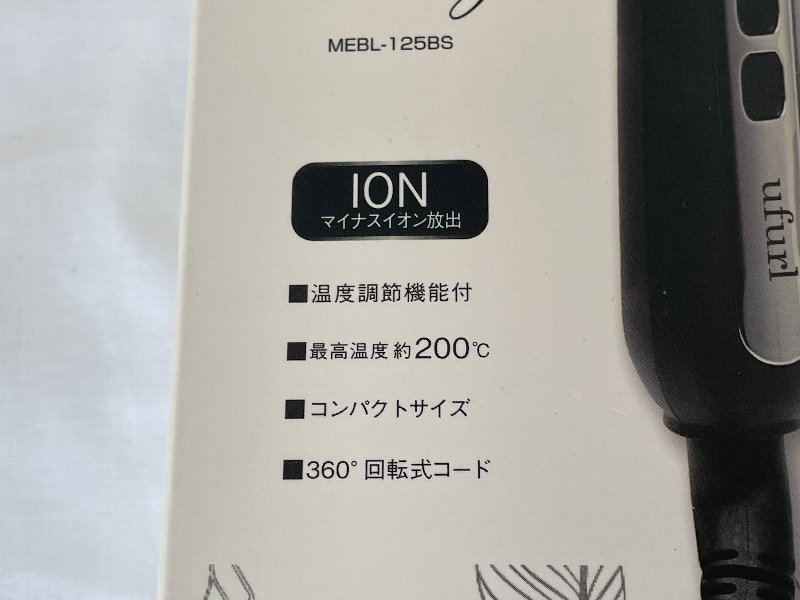 MEBL-125BS
ION
マイナスイオン放出
■温度調節機能付
■最高温度 約200℃
■コンパクトサイズ
■360°回転式コード
ufurl